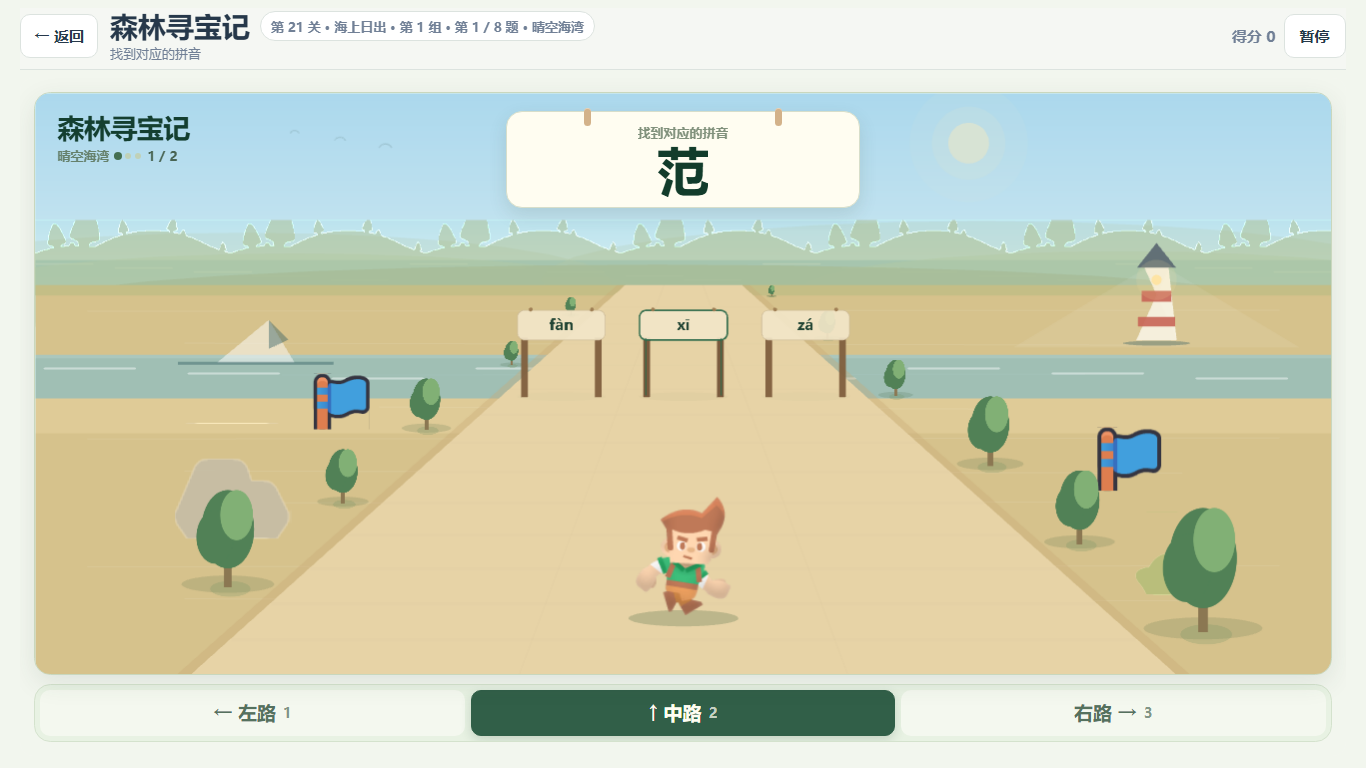 ← 返回
森林寻宝记
第 21 关 • 海上日出 • 第 1 组 • 第 1 / 8 题 • 晴空海湾
找到对应的拼音
得分 0
暂停
森林寻宝记
晴空海湾 1 / 2
找到对应的拼音
范
fàn
xī
zá
← 左路 1
↑ 中路 2
右路 → 3